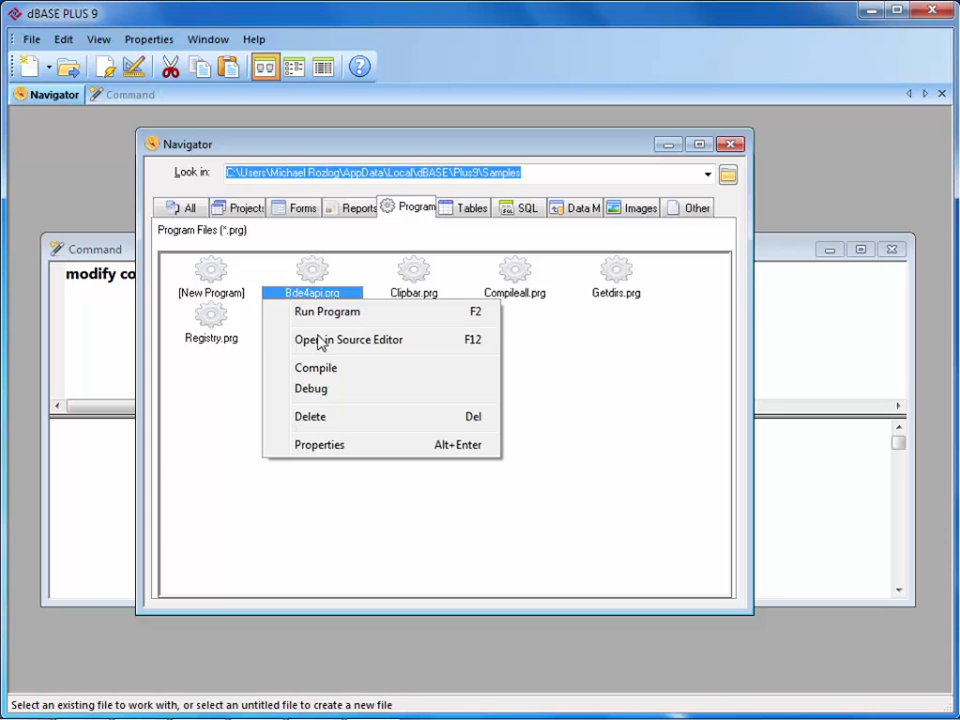 dBASE PLUS 9
File Edit View Properties Window Help
Navigator Command
Navigator
Look in: C:\Users\Michael Rozlog\AppData\Local\dBASE\Plus9\Samples
All Projects Forms Reports Program Tables SQL Data M Images Other
Program Files (*.prg)
Command
modify co
[New Program] Bde4api.prg Clipbar.prg Compileall.prg Getdirs.prg
Registry.prg
Run Program F2
Open in Source Editor F12
Compile
Debug
Delete Del
Properties Alt+Enter
Select an existing file to work with, or select an untitled file to create a new file